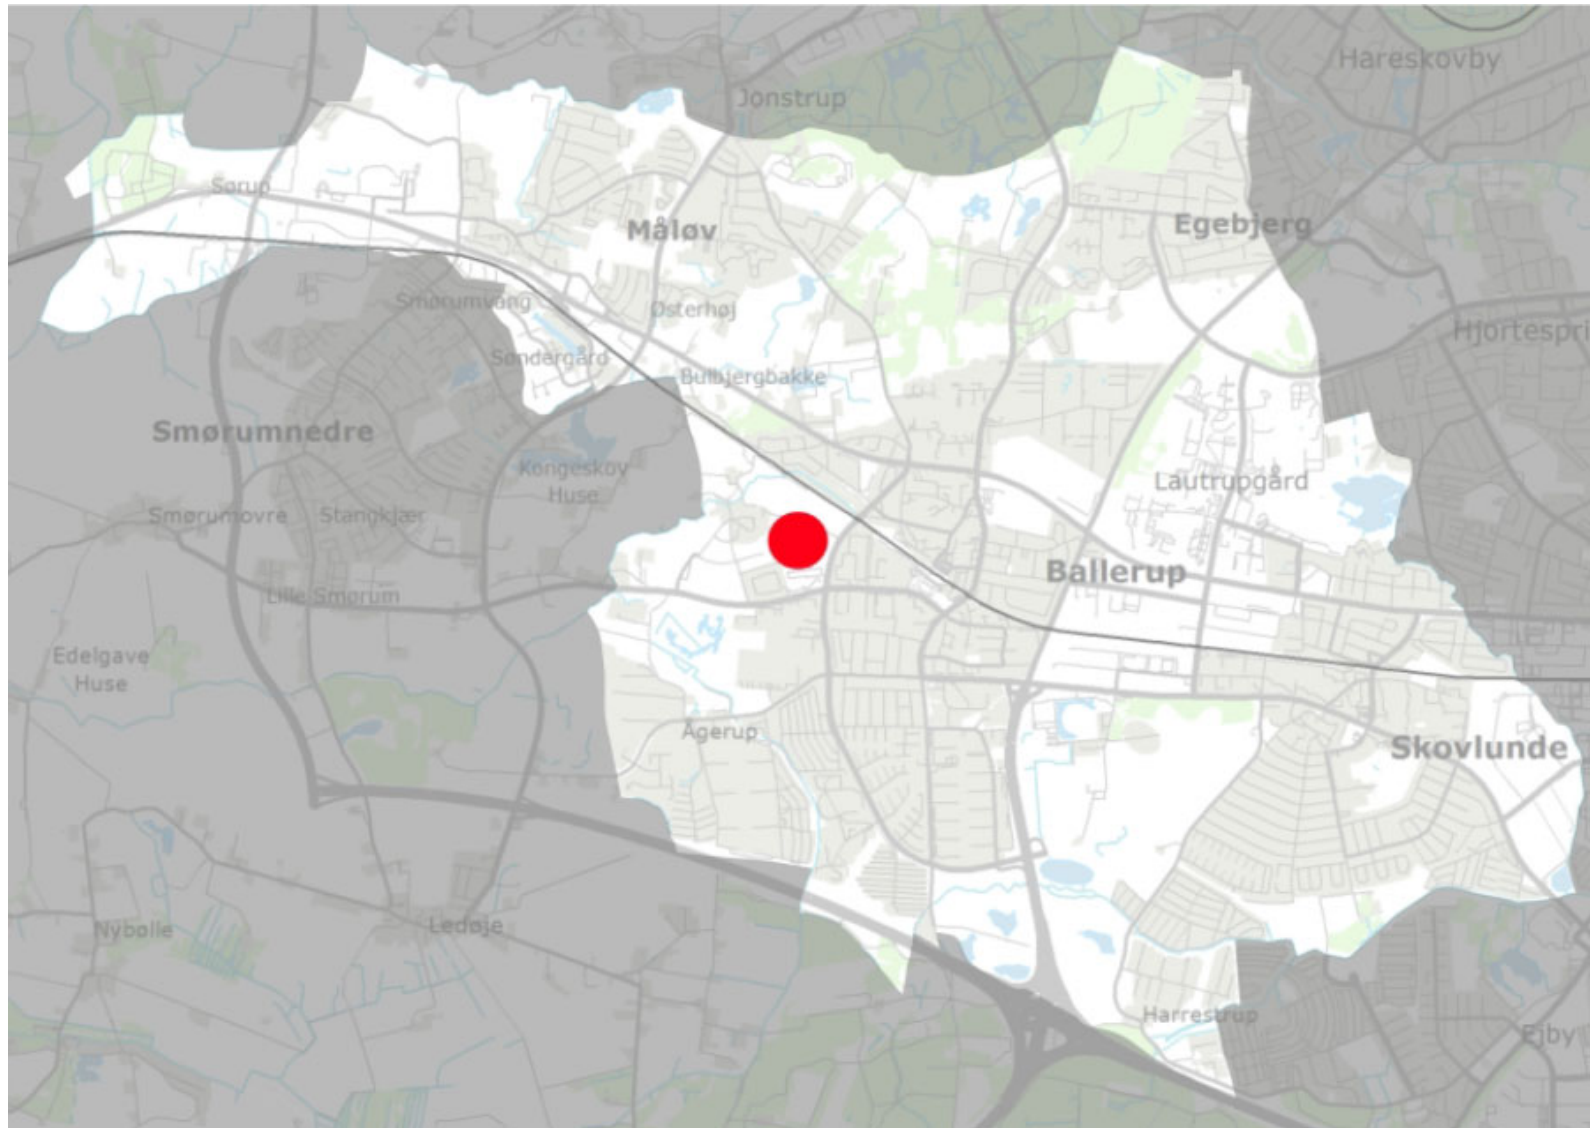 Hareskovby
Jonstrup
Sørup
Måløv
Egebjerg
Smørumvang
Østerhøj
Hjortespri
Søndergård
Bulbjergbakke
Smørumnedre
Kongeskov
Huse
Lautrupgård
Smørumovre
Stangkjær
Ballerup
Lille Smørum
Edelgave
Huse
Ågerup
Skovlunde
Nybølle
Ledøje
Harrestrup
Ejby